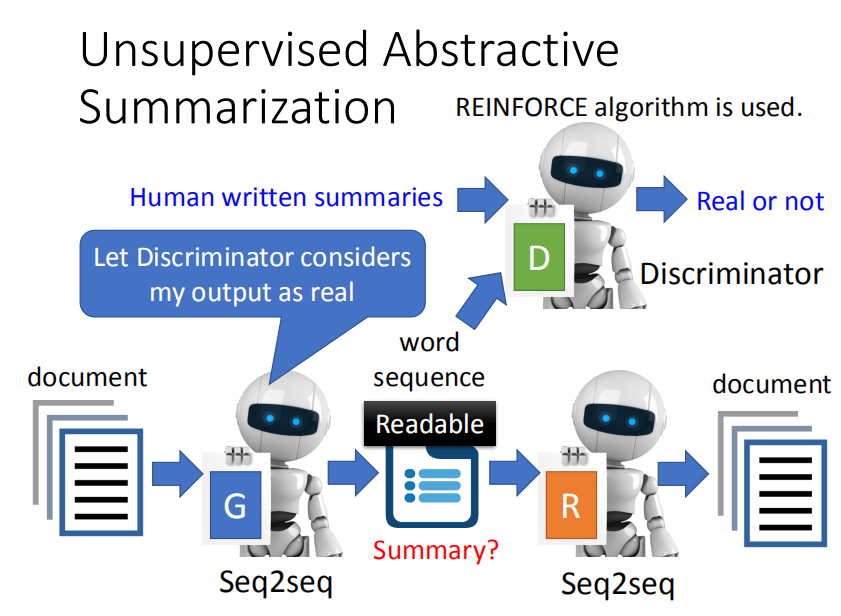 Unsupervised Abstractive
Summarization
REINFORCE algorithm is used.
Human written summaries
Real or not
Let Discriminator considers
my output as real
D
Discriminator
word
sequence
document
document
Readable
G
R
Summary?
Seq2seq
Seq2seq